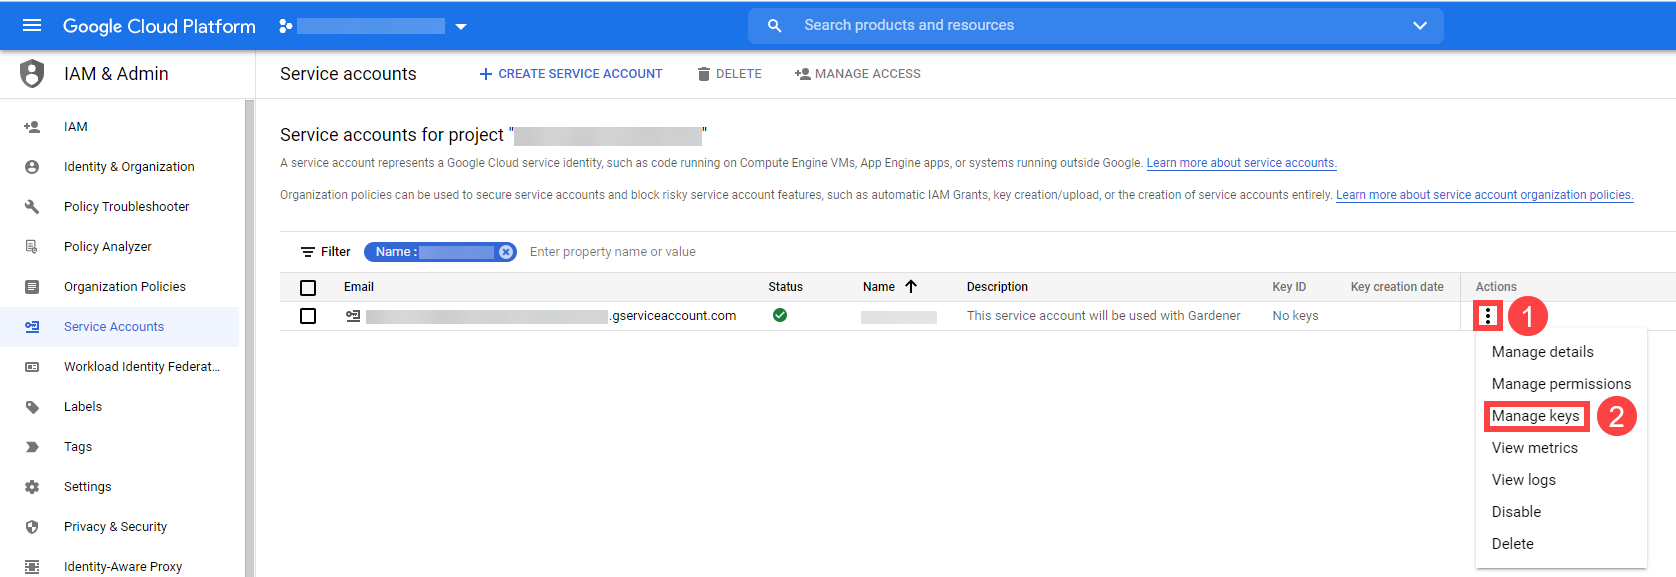 Google Cloud Platform
Search products and resources
IAM & Admin
Service accounts
CREATE SERVICE ACCOUNT
DELETE
MANAGE ACCESS
IAM
Identity & Organization
Policy Troubleshooter
Policy Analyzer
Organization Policies
Service Accounts
Workload Identity Federat...
Labels
Tags
Settings
Privacy & Security
Identity-Aware Proxy
Service accounts for project " "
A service account represents a Google Cloud service identity, such as code running on Compute Engine VMs, App Engine apps, or systems running outside Google. Learn more about service accounts.
Organization policies can be used to secure service accounts and block risky service account features, such as automatic IAM Grants, key creation/upload, or the creation of service accounts entirely. Learn more about service account organization policies.
Filter Name : Enter property name or value
Email Status Name Description Key ID Key creation date Actions
.gserviceaccount.com This service account will be used with Gardener No keys 1
Manage details
Manage permissions
Manage keys 2
View metrics
View logs
Disable
Delete